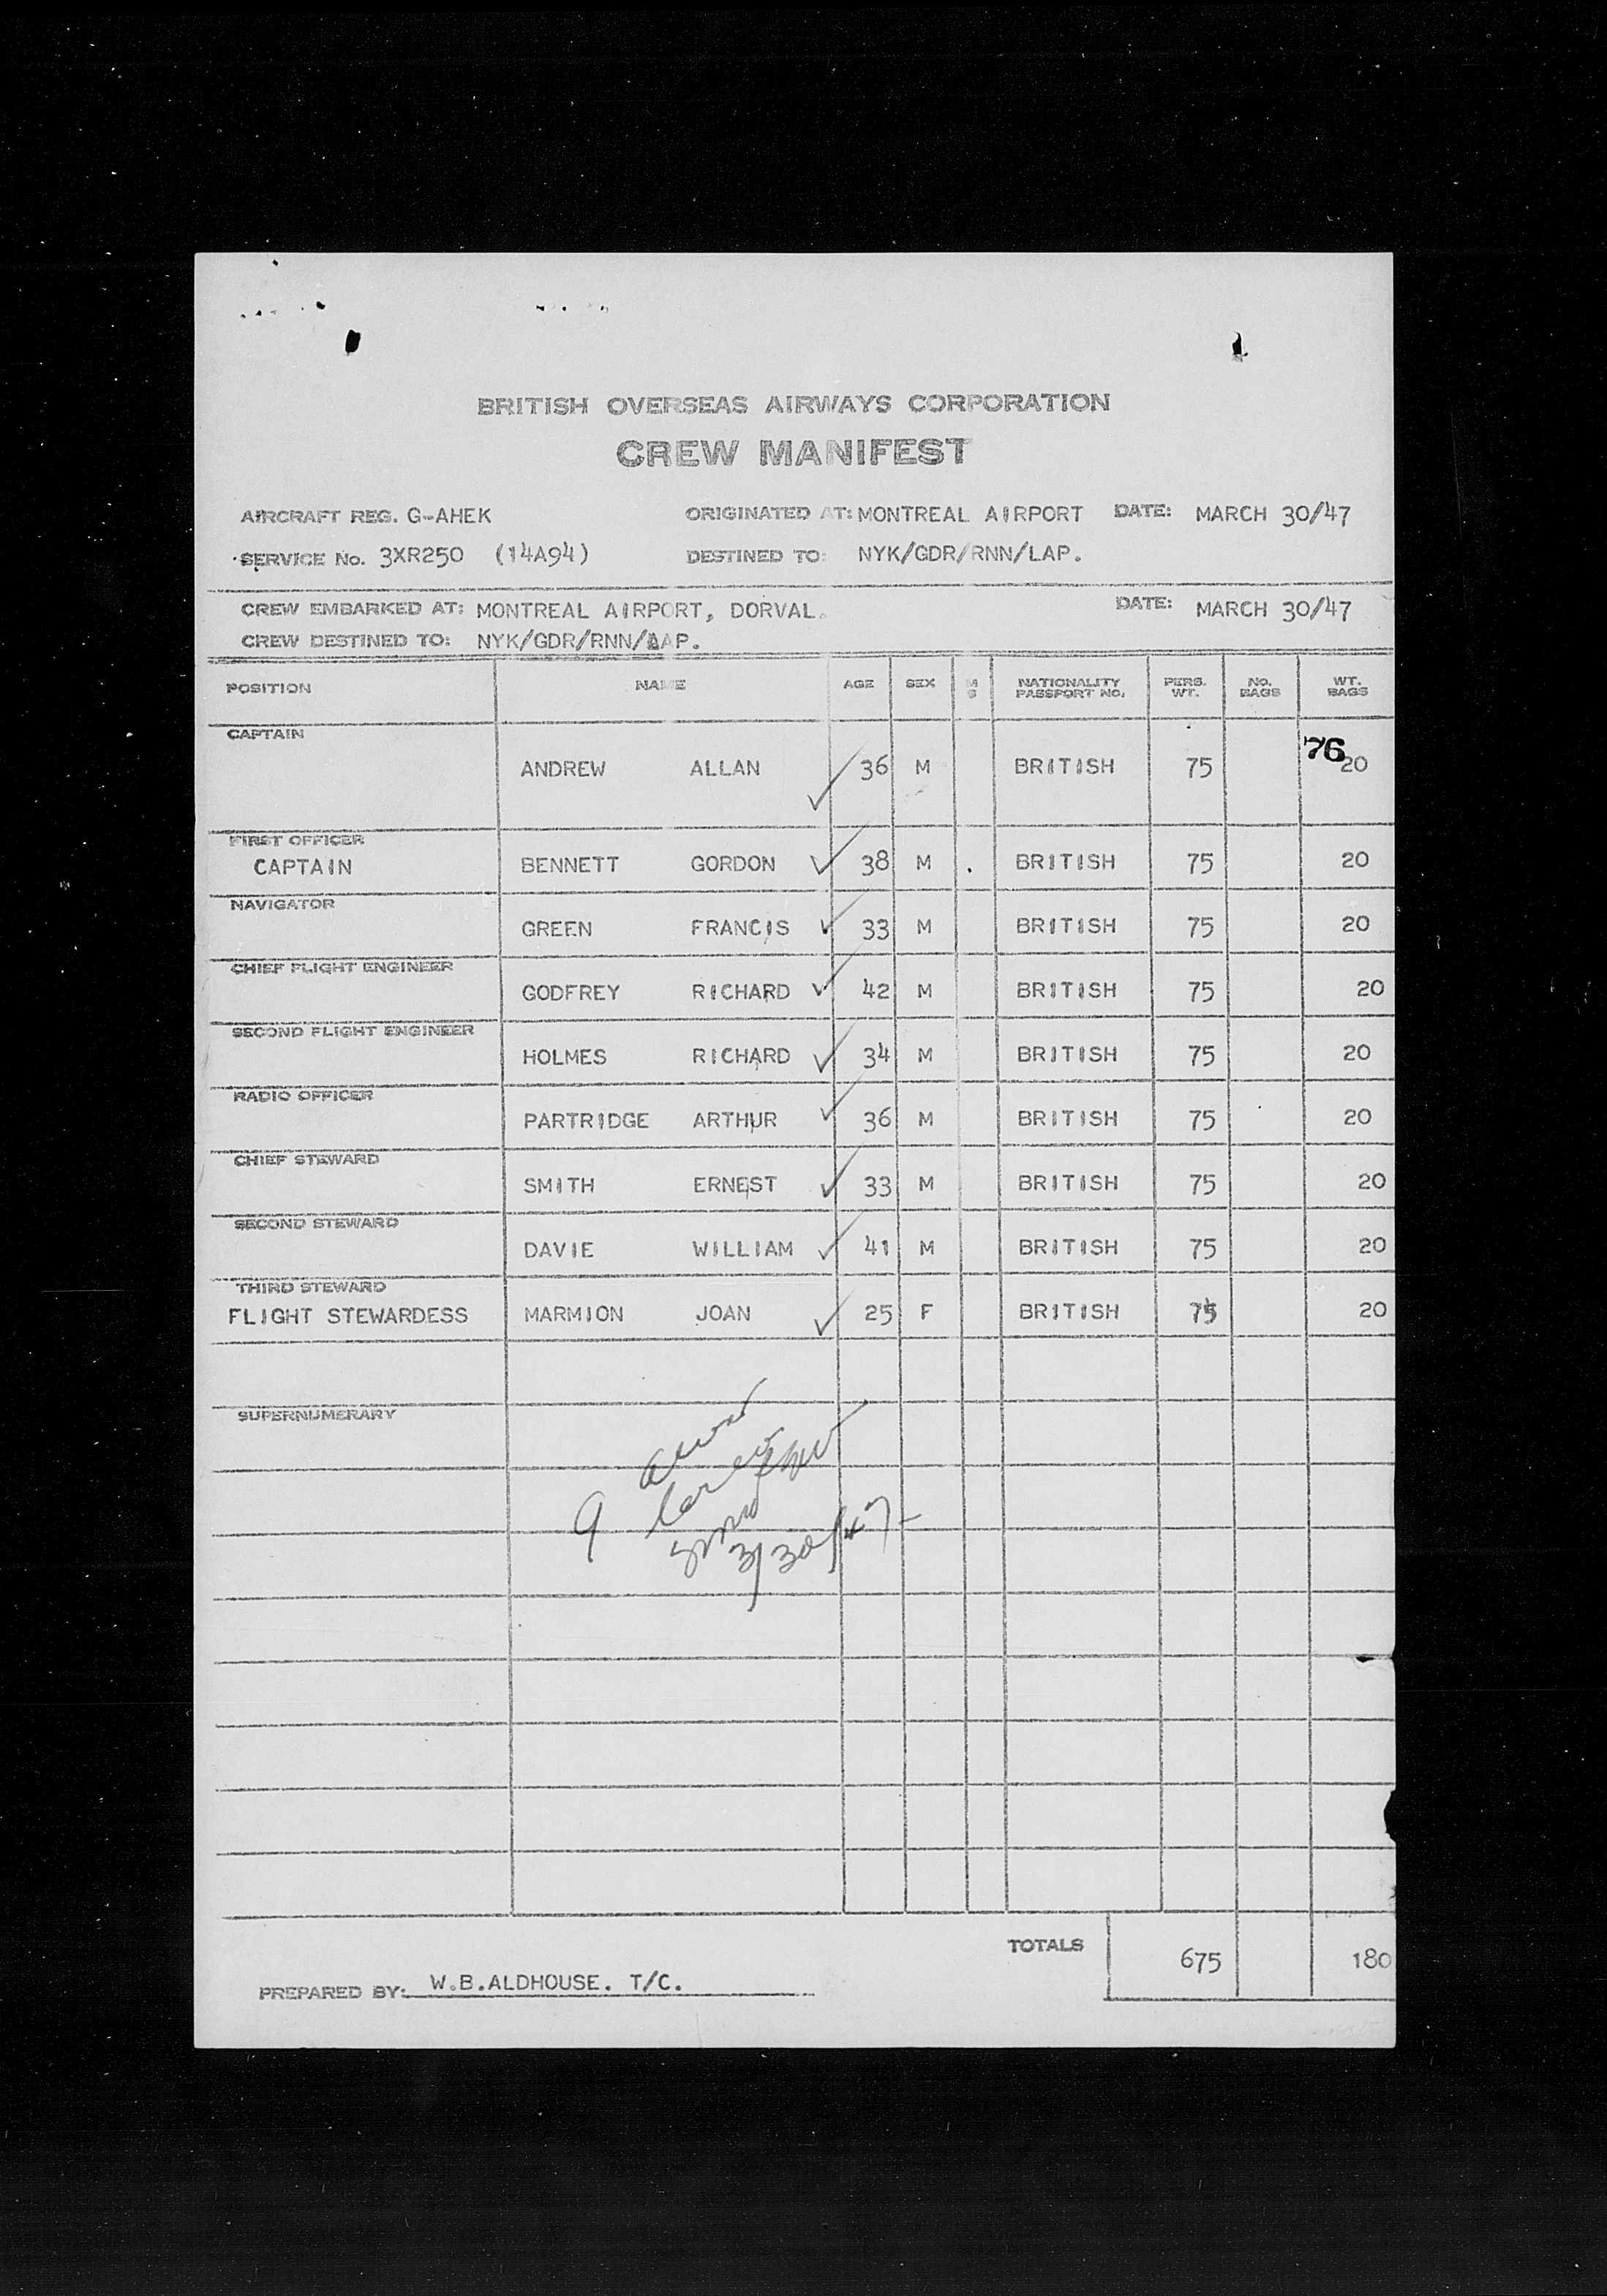 BRITISH OVERSEAS AIRWAYS CORPORATION
CREW MANIFEST
AIRCRAFT REG. G-AHEK ORIGINATED AT: MONTREAL AIRPORT DATE: MARCH 30/47
SERVICE No. 3XR250 (14A94) DESTINED TO: NYK/GDR/RNN/LAP.
CREW EMBARKED AT: MONTREAL AIRPORT, DORVAL. DATE: MARCH 30/47
CREW DESTINED TO: NYK/GDR/RNN/LAP.
POSITION NAME AGE SEX M S NATIONALITY PASSPORT NO. PERS. WT. NO. BAGS WT. BAGS
CAPTAIN
76
ANDREW ALLAN 36 M BRITISH 75 20
FIRST OFFICER
CAPTAIN BENNETT GORDON 38 M BRITISH 75 20
NAVIGATOR
GREEN FRANCIS 33 M BRITISH 75 20
CHIEF FLIGHT ENGINEER
GODFREY RICHARD 42 M BRITISH 75 20
SECOND FLIGHT ENGINEER
HOLMES RICHARD 34 M BRITISH 75 20
RADIO OFFICER
PARTRIDGE ARTHUR 36 M BRITISH 75 20
CHIEF STEWARD
SMITH ERNEST 33 M BRITISH 75 20
SECOND STEWARD
DAVIE WILLIAM 41 M BRITISH 75 20
THIRD STEWARD
FLIGHT STEWARDESS MARMION JOAN 25 F BRITISH 75 20
SUPERNUMERARY
9
3/30/47
TOTALS 675 180
PREPARED BY: W.B.ALDHOUSE. T/C.